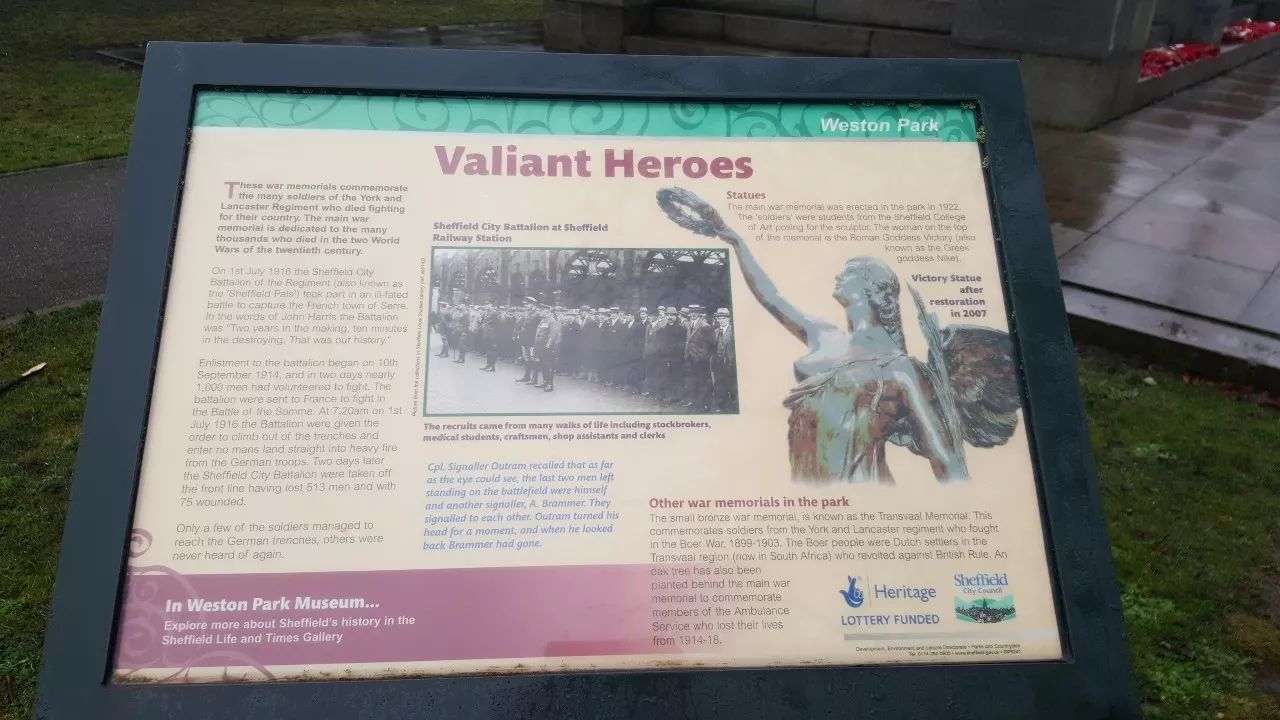 Weston Park
Valiant Heroes
These war memorials commemorate
the many soldiers of the York and
Lancaster Regiment who died fighting
for their country. The main war
memorial is dedicated to the many
thousands who died in the two World
Wars of the twentieth century.
On 1st July 1916 the Sheffield City
Battalion of the Regiment (also known as
the 'Sheffield Pals') took part in an ill-fated
battle to capture the French town of Serre.
In the words of John Harris the Battalion
was "Two years in the making, ten minutes
in the destroying. That was our history."
Enlistment to the battalion began on 10th
September 1914, and in two days nearly
1,000 men had volunteered to fight. The
battalion were sent to France to fight in
the Battle of the Somme. At 7.20am on 1st
July 1916 the Battalion were given the
order to climb out of the trenches and
enter no mans land straight into heavy fire
from the German troops. Two days later
the Sheffield City Battalion were taken off
the front line having lost 513 men and with
75 wounded.
Only a few of the soldiers managed to
reach the German trenches, others were
never heard of again.
Sheffield City Battalion at Sheffield
Railway Station
The recruits came from many walks of life including stockbrokers,
medical students, craftsmen, shop assistants and clerks
Cpl. Signaller Outram recalled that as far
as the eye could see, the last two men left
standing on the battlefield were himself
and another signaller, A. Brammer. They
signalled to each other. Outram turned his
head for a moment, and when he looked
back Brammer had gone.
Statues
The main war memorial was erected in the park in 1922.
The 'soldiers' were students from the Sheffield College
of Art posing for the sculptor. The woman on the top
of the memorial is the Roman Goddess Victory (also
known as the Greek
goddess Nike).
Victory Statue
after
restoration
in 2007
Other war memorials in the park
The small bronze war memorial, is known as the Transvaal Memorial. This
commemorates soldiers from the York and Lancaster regiment who fought
in the Boer War, 1899-1903. The Boer people were Dutch settlers in the
Transvaal region (now in South Africa) who revolted against British Rule. An
oak tree has also been
planted behind the main war
memorial to commemorate
members of the Ambulance
Service who lost their lives
from 1914-18.
In Weston Park Museum...
Explore more about Sheffield's history in the
Sheffield Life and Times Gallery
Heritage
LOTTERY FUNDED
Sheffield
City Council
Development, Environment and Leisure Directorate • Parks and Countryside
www.sheffield.gov.uk